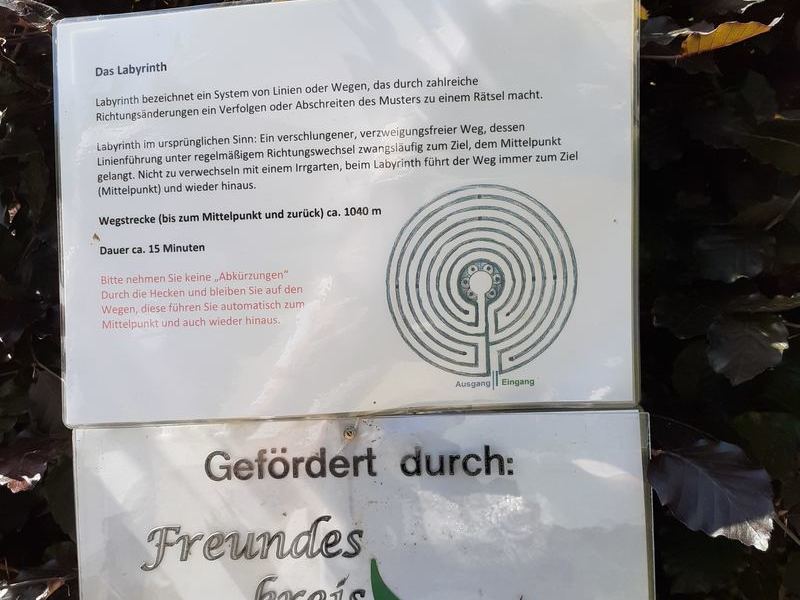 Das Labyrinth
Labyrinth bezeichnet ein System von Linien oder Wegen, das durch zahlreiche
Richtungsänderungen ein Verfolgen oder Abschreiten des Musters zu einem Rätsel macht.
Labyrinth im ursprünglichen Sinn: Ein verschlungener, verzweigungsfreier Weg, dessen
Linienführung unter regelmäßigem Richtungswechsel zwangsläufig zum Ziel, dem Mittelpunkt
gelangt. Nicht zu verwechseln mit einem Irrgarten, beim Labyrinth führt der Weg immer zum Ziel
(Mittelpunkt) und wieder hinaus.
Wegstrecke (bis zum Mittelpunkt und zurück) ca. 1040 m
Dauer ca. 15 Minuten
Bitte nehmen Sie keine „Abkürzungen"
Durch die Hecken und bleiben Sie auf den
Wegen, diese führen Sie automatisch zum
Mittelpunkt und auch wieder hinaus.
Ausgang Eingang
Gefördert durch:
Freundes
kreis